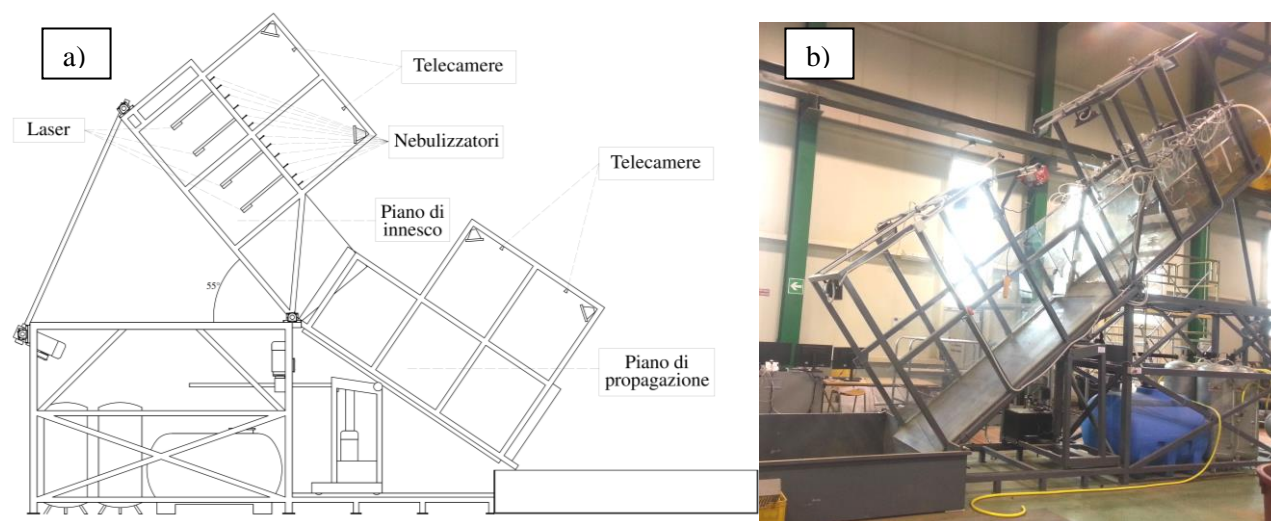 a)
Telecamere
Laser
Nebulizzatori
Telecamere
Piano di
innesco
55°
Piano di
propagazione
b)